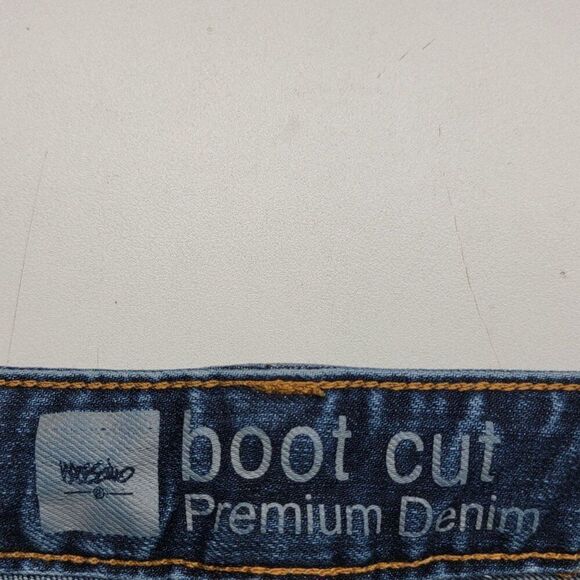 mossimo
®
boot cut
Premium Denim